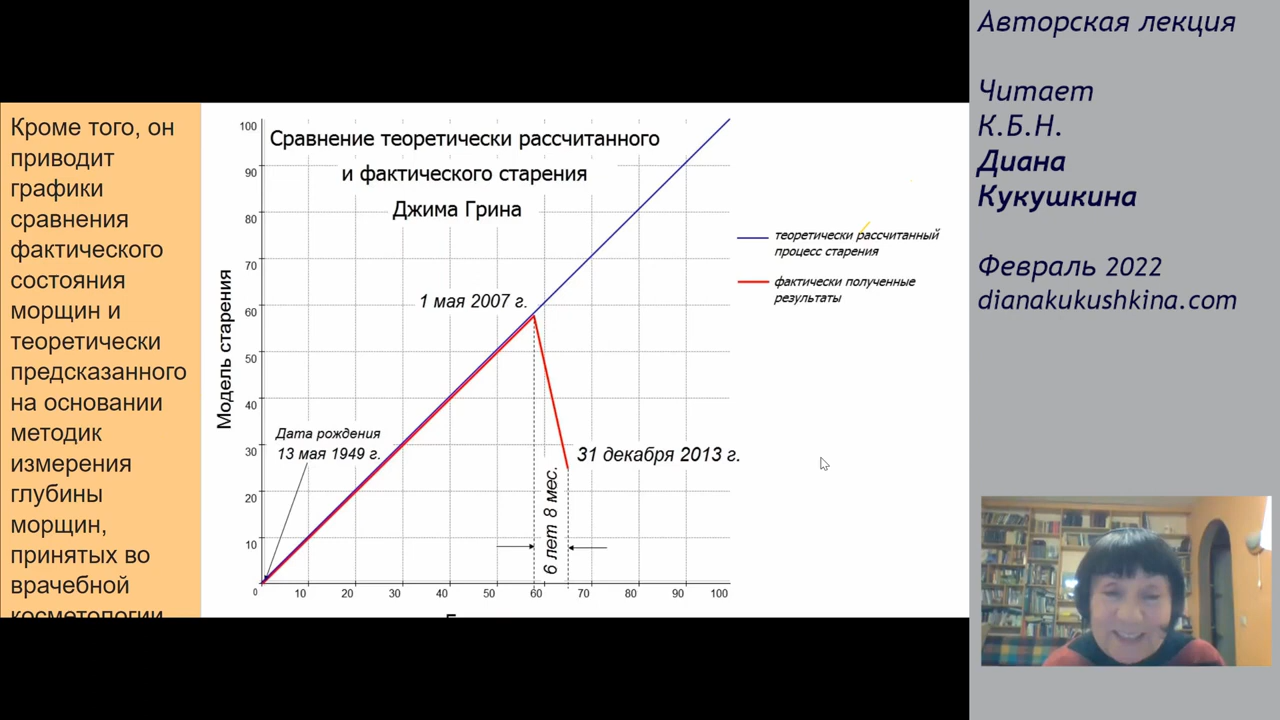 Кроме того, он
приводит
графики
сравнения
фактического
состояния
морщин и
теоретически
предсказанного
на основании
методик
измерения
глубины
морщин,
принятых во
врачебной
косметологии
Сравнение теоретически рассчитанного
и фактического старения
Джима Грина
100
90
80
70
60
50
40
30
20
10
0
Модель старения
1 мая 2007 г.
Дата рождения
13 мая 1949 г.
31 декабря 2013 г.
6 лет 8 мес.
10 20 30 40 50 60 70 80 90 100
теоретически рассчитанный
процесс старения
фактически полученные
результаты
Авторская лекция
Читает
К.Б.Н.
Диана
Кукушкина
Февраль 2022
dianakukushkina.com